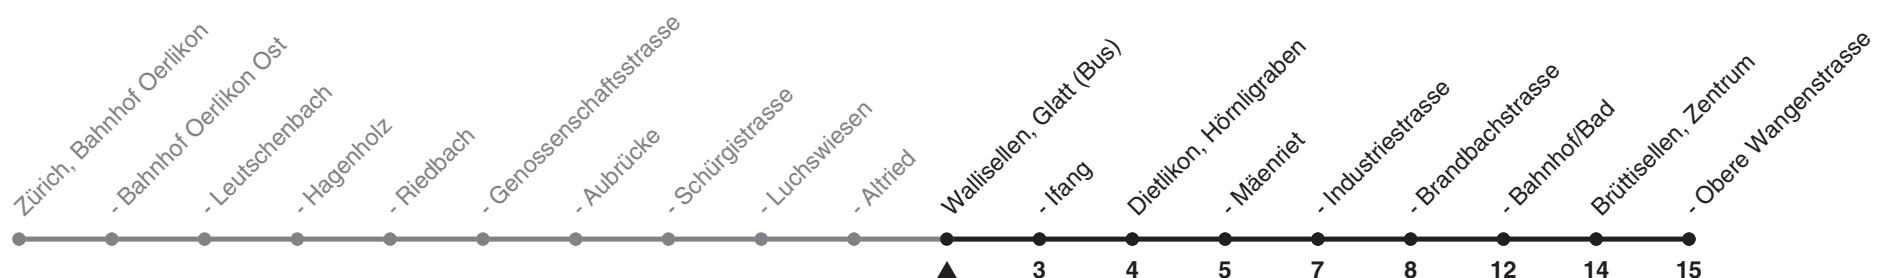 Zürich, Bahnhof Oerlikon
- Bahnhof Oerlikon Ost
- Leutschenbach
- Hagenholz
- Riedbach
- Genossenschaftsstrasse
- Aubrücke
- Schürgistrasse
- Luchswiesen
- Altried
Wallisellen, Glatt (Bus)
- Ifang
Dietlikon, Hörnligraben
- Mäenriet
- Industriestrasse
- Brandbachstrasse
- Bahnhof/Bad
Brüttisellen, Zentrum
- Obere Wangenstrasse
3 4 5 7 8 12 14 15